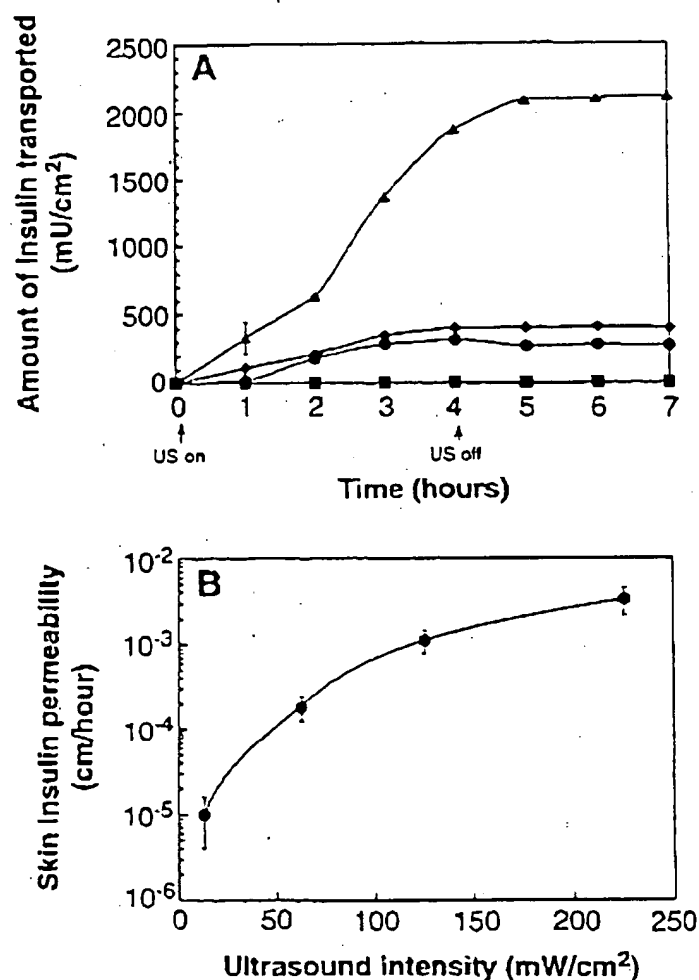 A
Amount of Insulin transported
(mU/cm²)
2500
2000
1500
1000
500
0
0 1 2 3 4 5 6 7
US on
US off
Time (hours)
B
Skin Insulin permeability
(cm/hour)
10⁻²
10⁻³
10⁻⁴
10⁻⁵
10⁻⁶
0 50 100 150 200 250
Ultrasound intensity (mW/cm²)